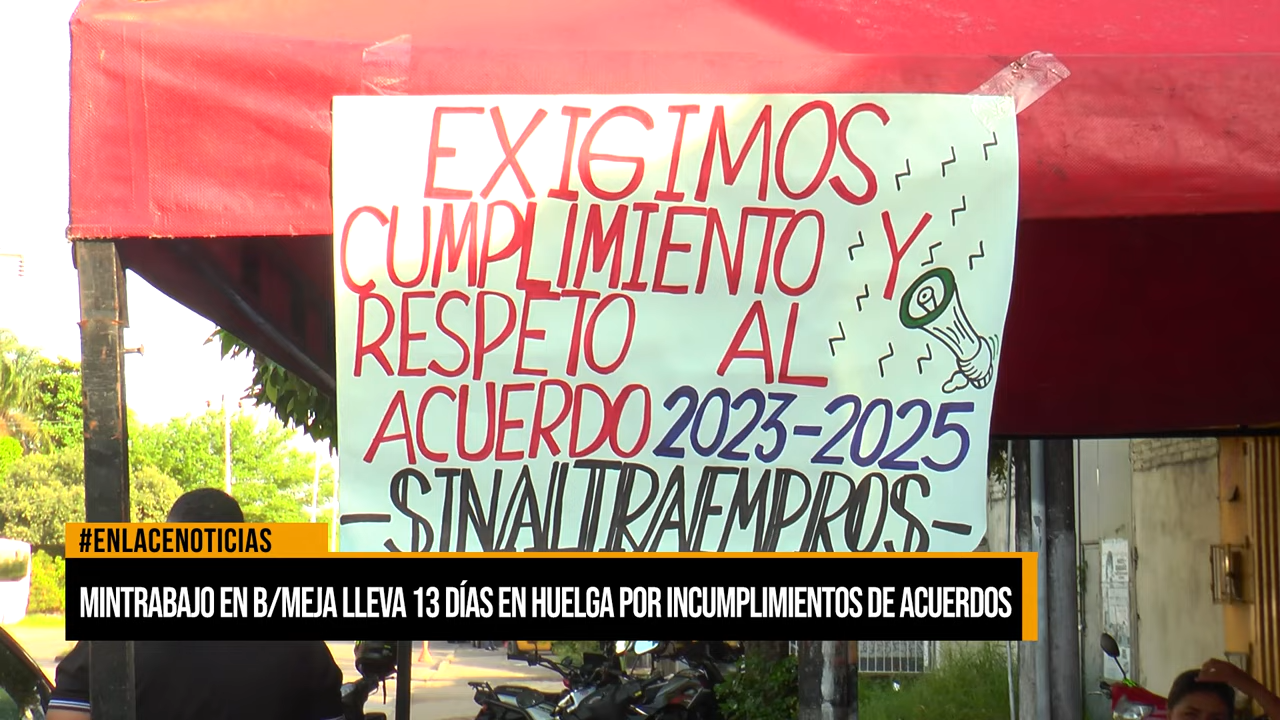 EXIGIMOS
CUMPLIMIENTO Y
RESPETO AL
ACUERDO 2023-2025
-SINALTRAEMPROS-
#ENLACENOTICIAS
MINTRABAJO EN B/MEJA LLEVA 13 DÍAS EN HUELGA POR INCUMPLIMIENTOS DE ACUERDOS